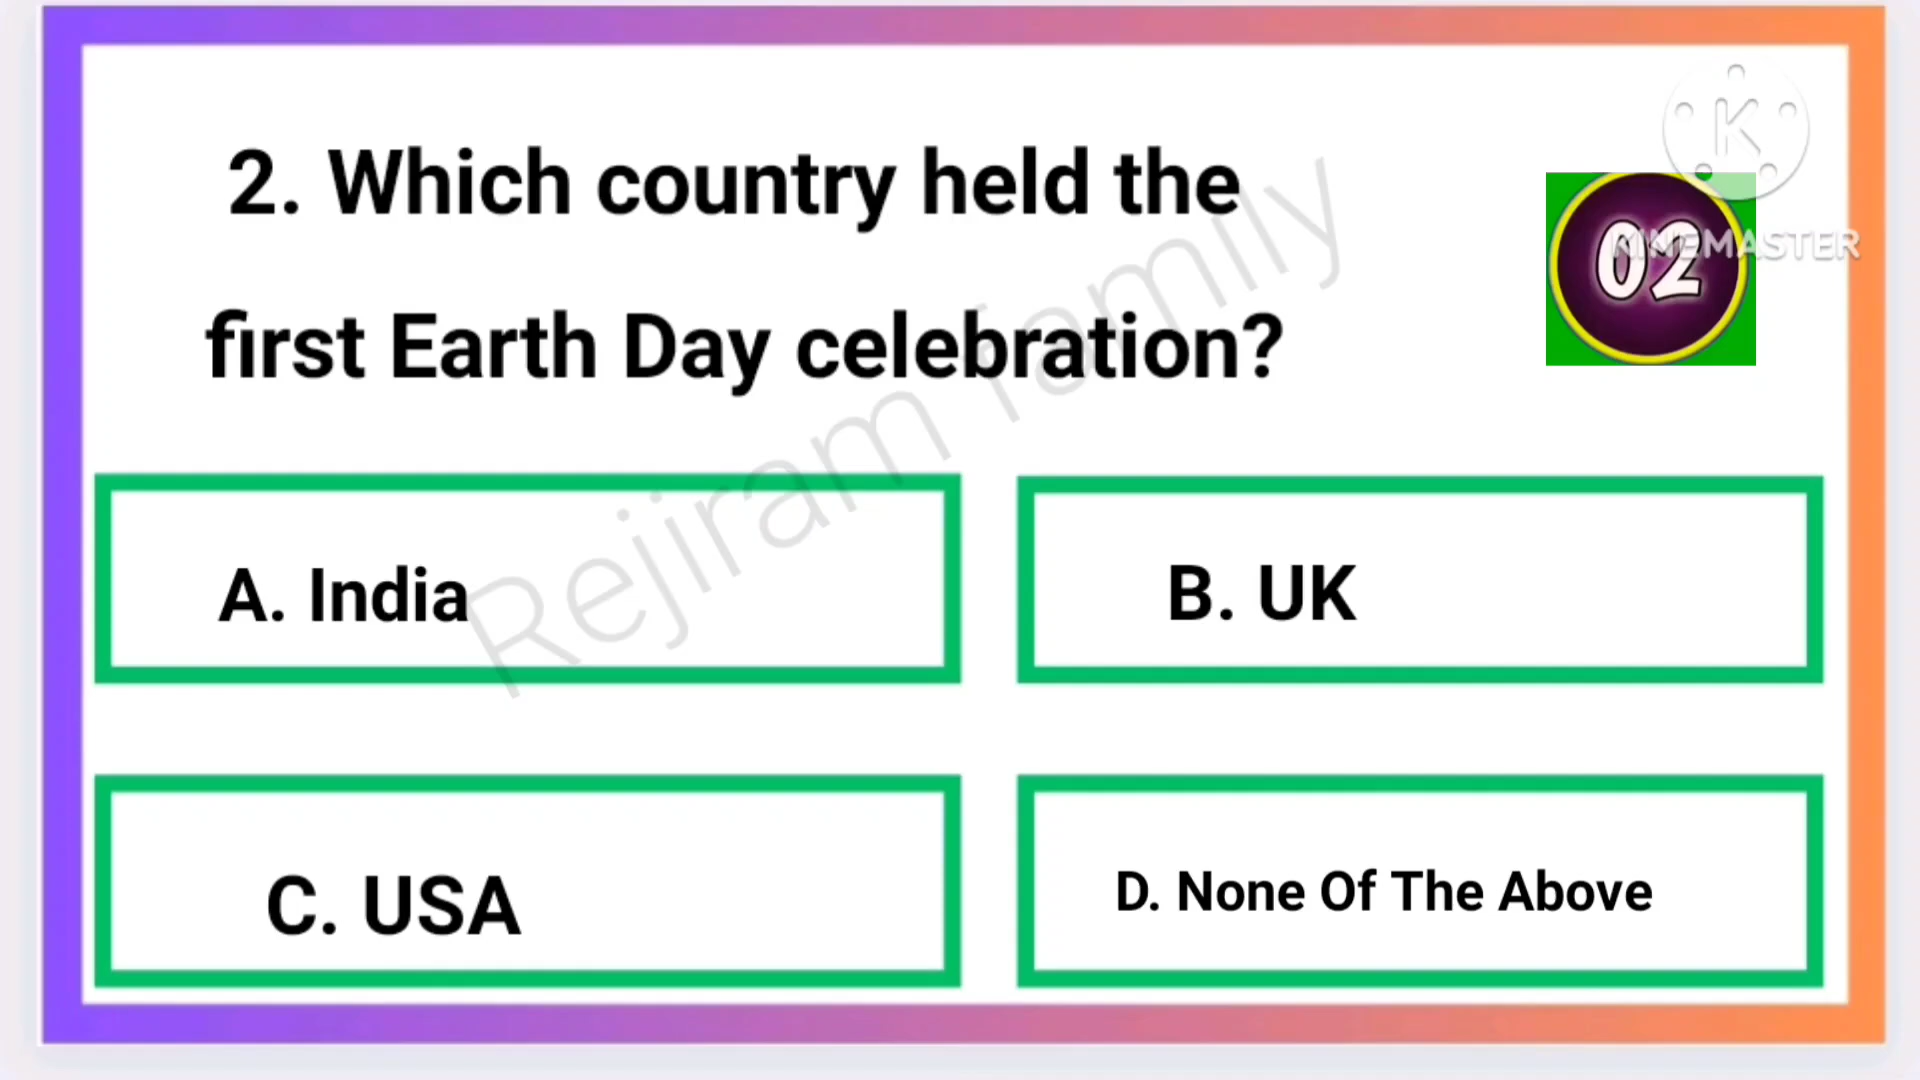 2. Which country held the
first Earth Day celebration?
K
02
KINEMASTER
Rejiram family
A. India
B. UK
C. USA
D. None Of The Above